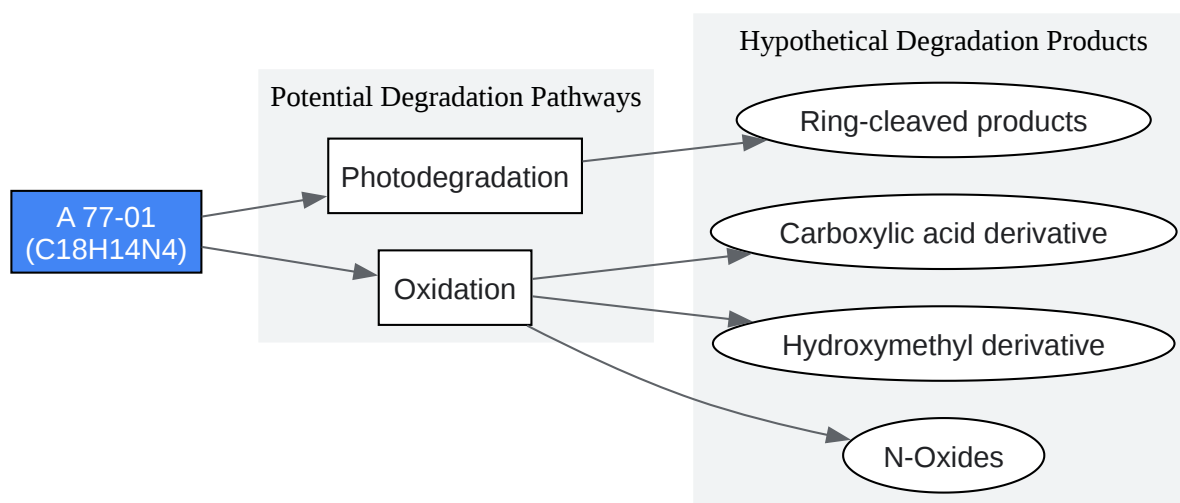 Hypothetical Degradation Products
Potential Degradation Pathways
Ring-cleaved products
Photodegradation
A 77-01
(C18H14N4)
Carboxylic acid derivative
Oxidation
Hydroxymethyl derivative
N-Oxides